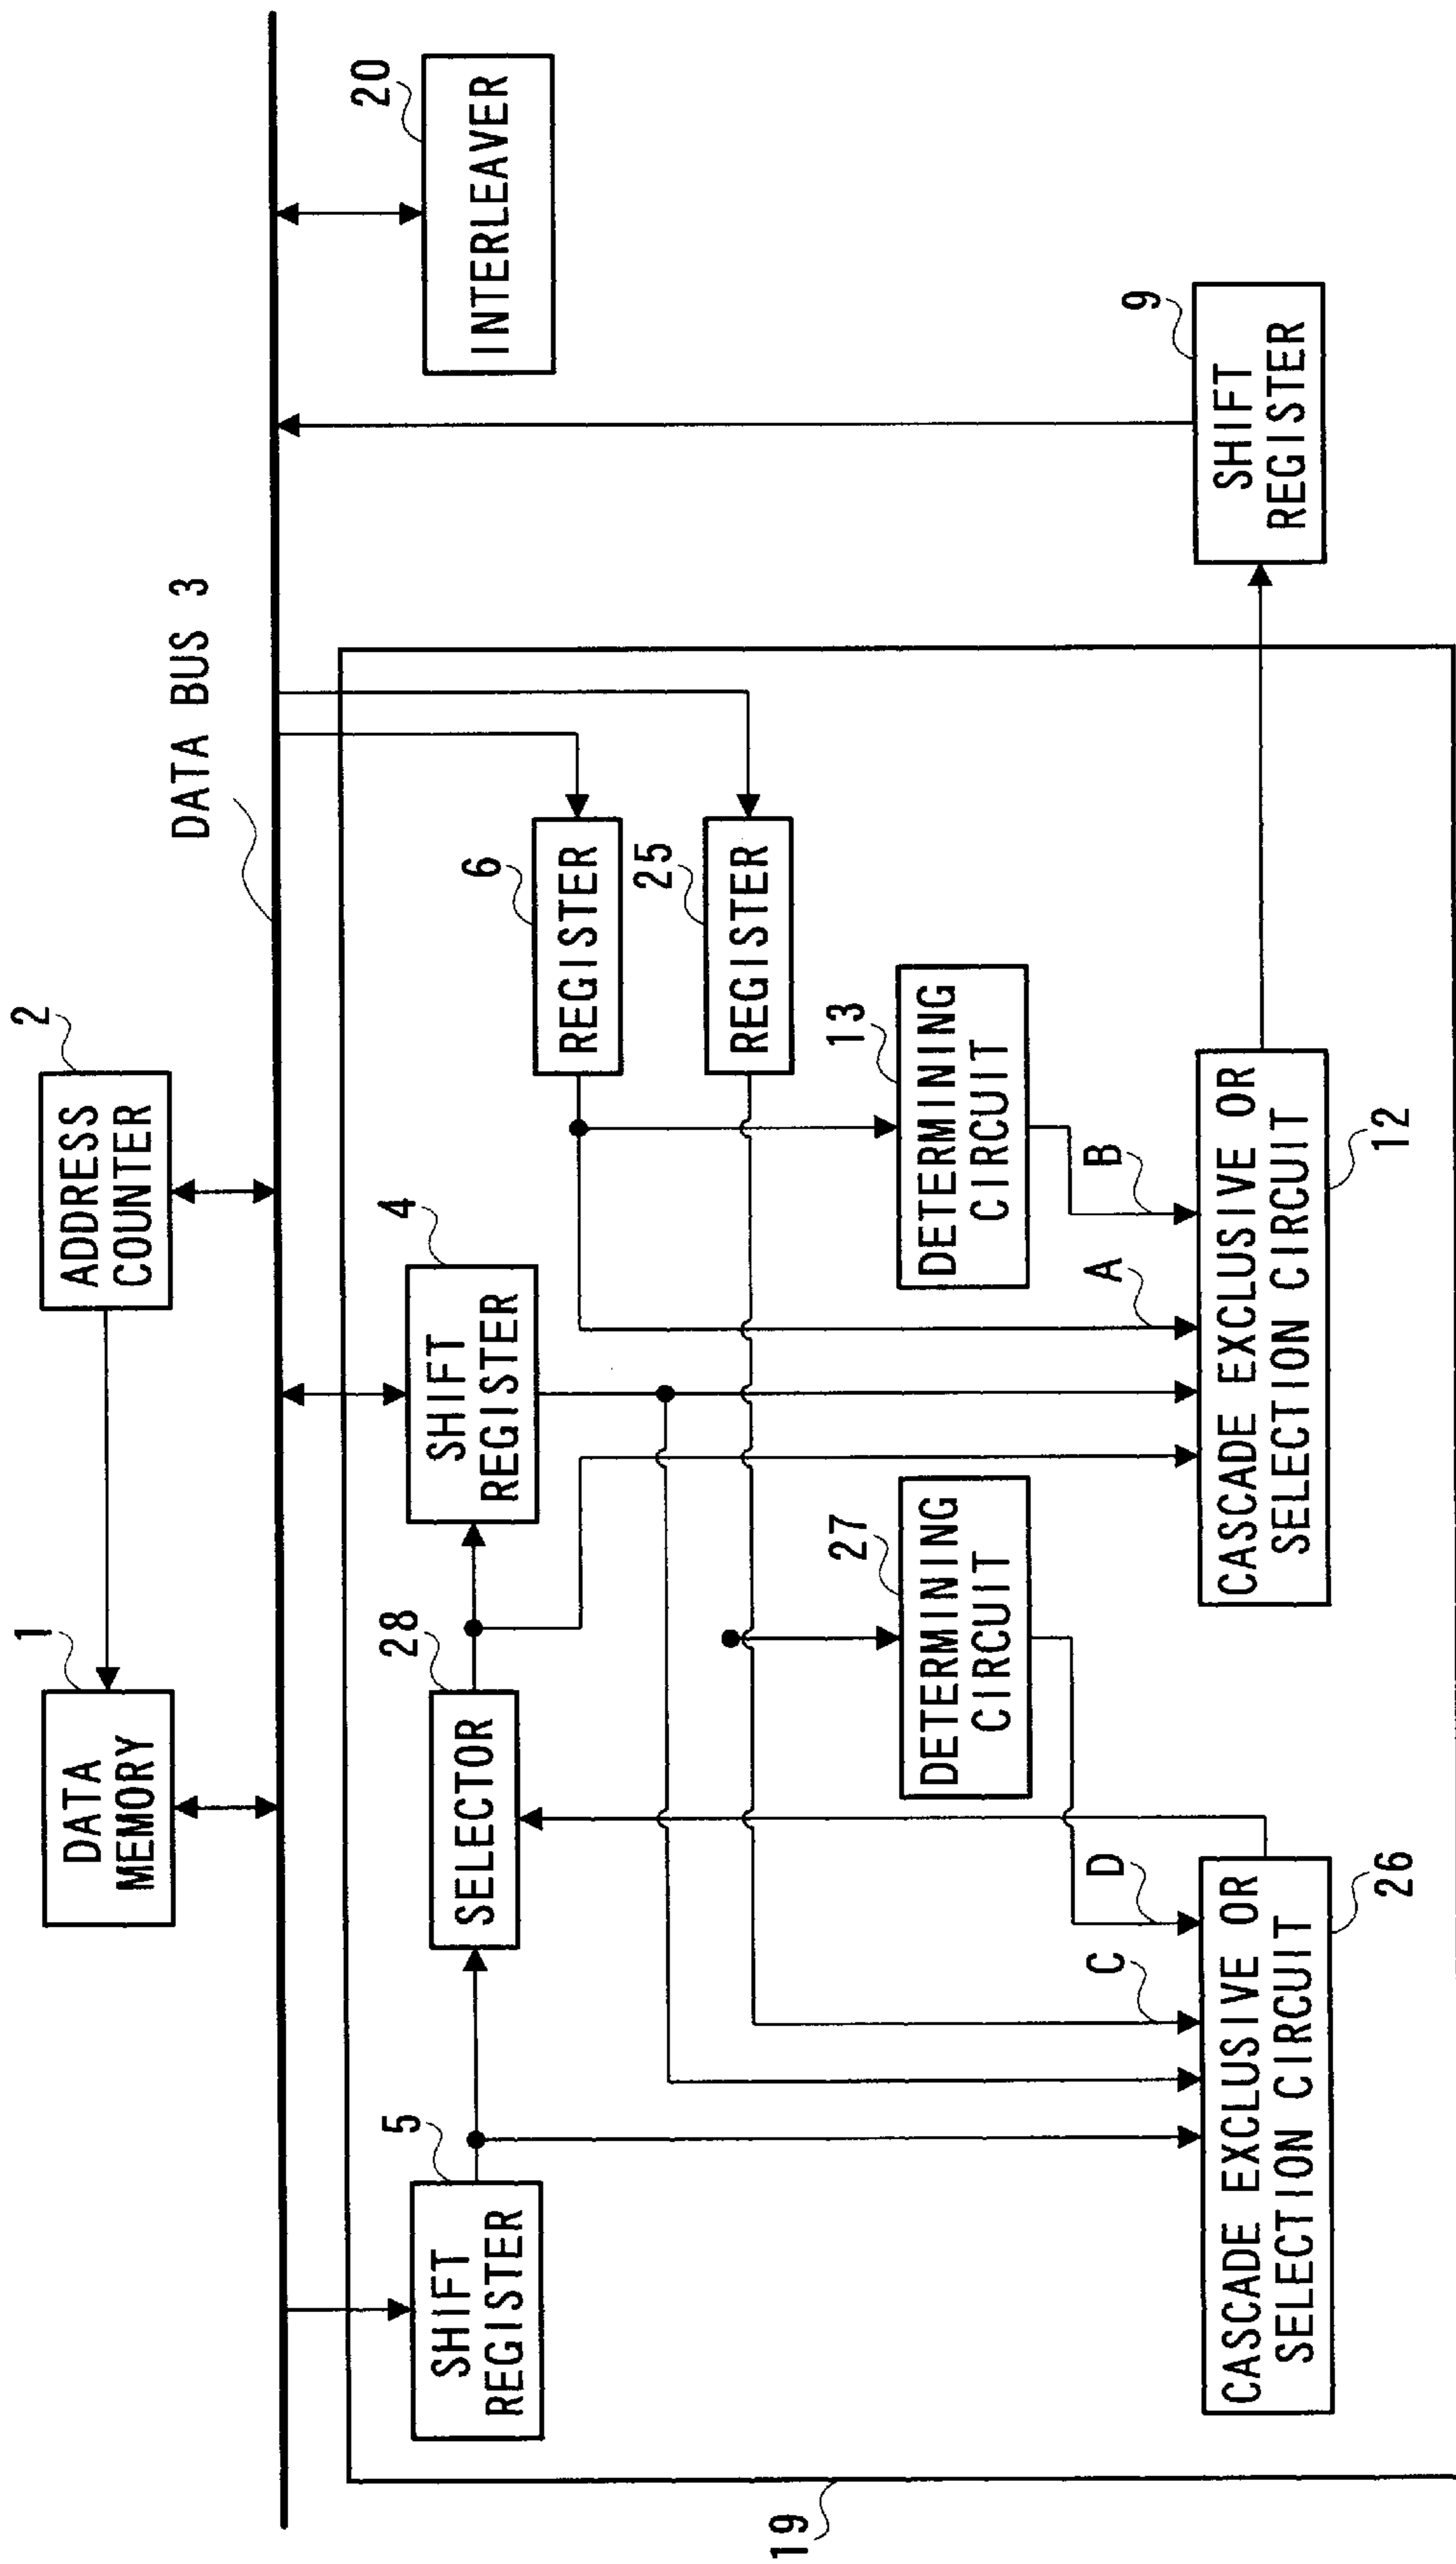 1
DATA
MEMORY
2
ADDRESS
COUNTER
DATA BUS 3
20
INTERLEAVER
5
SHIFT
REGISTER
28
SELECTOR
4
SHIFT
REGISTER
6
REGISTER
25
REGISTER
27
DETERMINING
CIRCUIT
13
DETERMINING
CIRCUIT
C
D
A
B
CASCADE EXCLUSIVE OR
SELECTION CIRCUIT
26
CASCADE EXCLUSIVE OR
SELECTION CIRCUIT
12
9
SHIFT
REGISTER
19